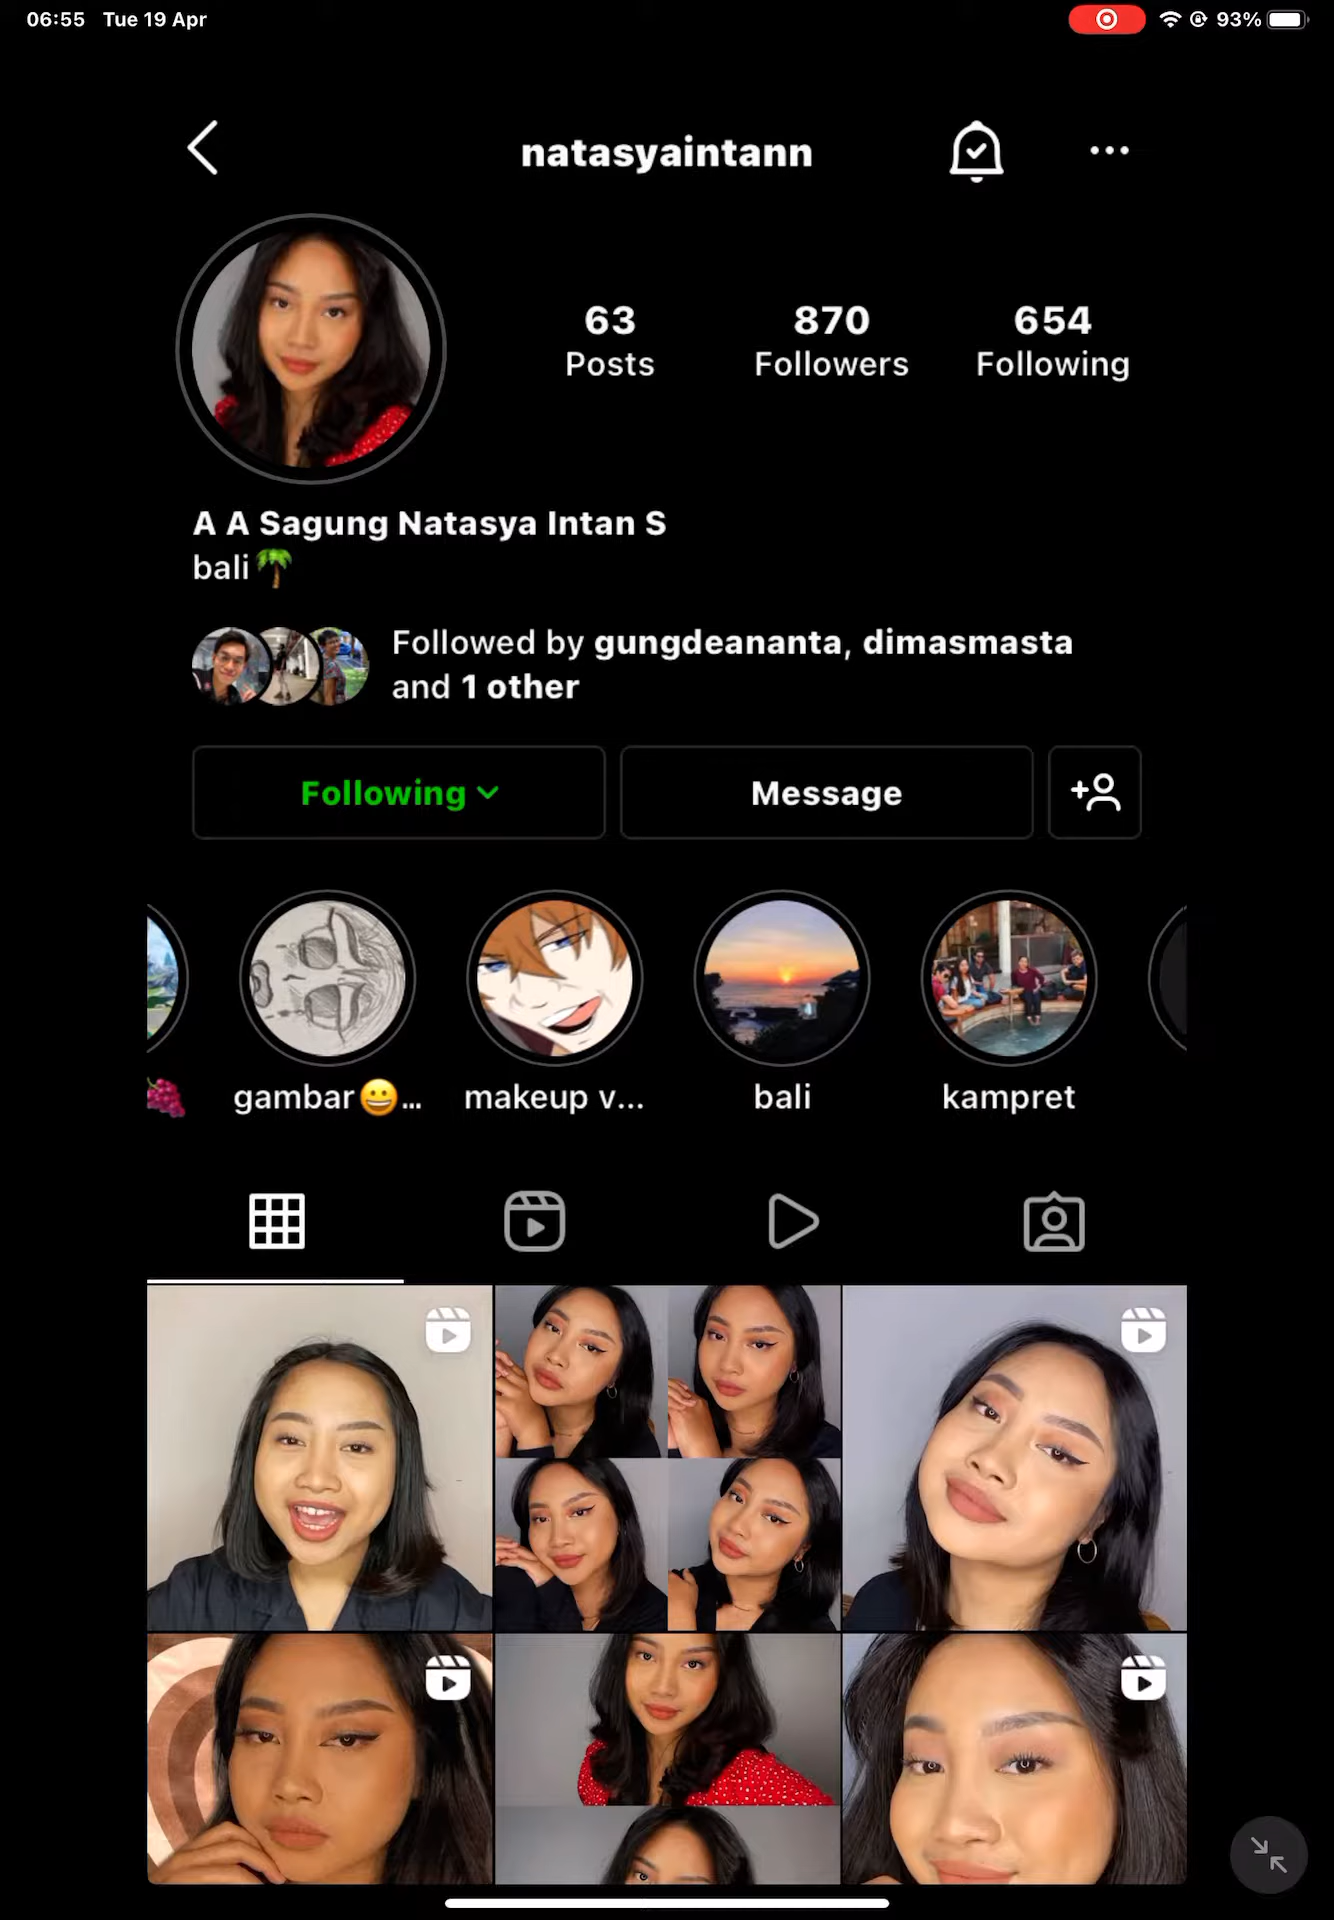 06:55 Tue 19 Apr
93%
natasyaintann
63
Posts
870
Followers
654
Following
A A Sagung Natasya Intan S
bali🌴
Followed by gungdeananta, dimasmasta
and 1 other
Following
Message
🍇
gambar😀...
makeup v...
bali
kampret